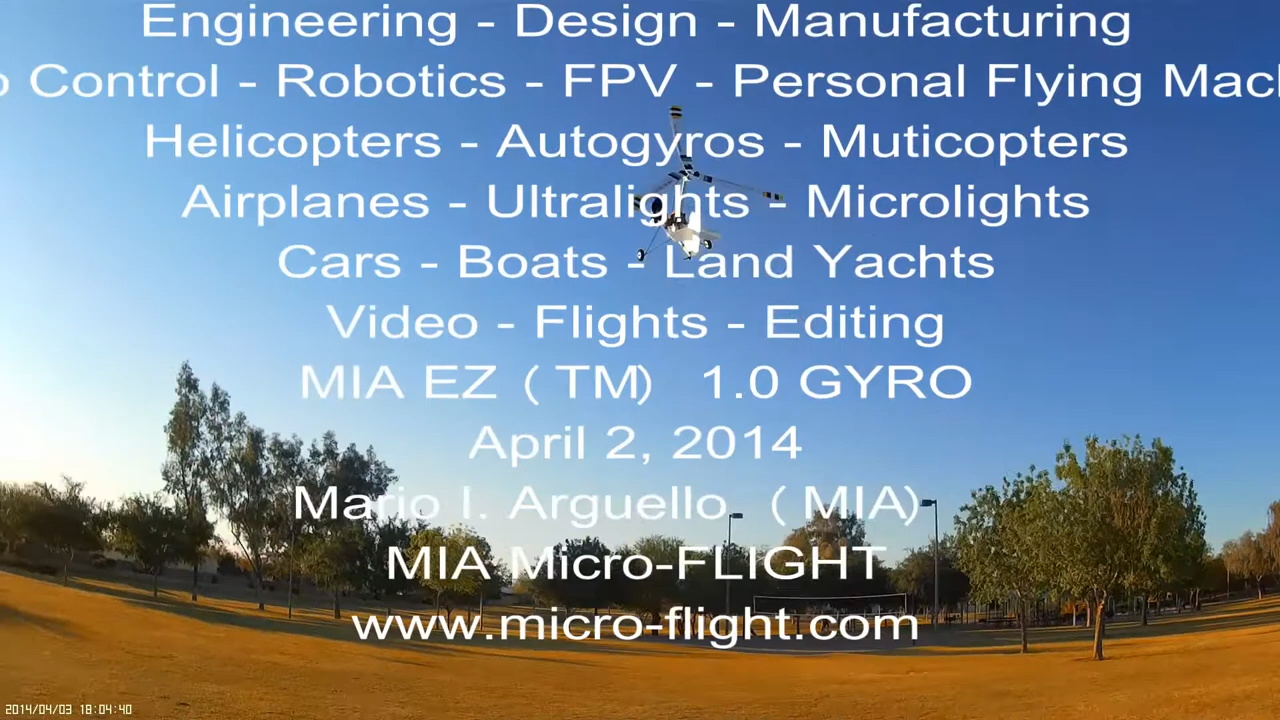 Engineering - Design - Manufacturing
o Control - Robotics - FPV - Personal Flying Mac
Helicopters - Autogyros - Muticopters
Airplanes - Ultralights - Microlights
Cars - Boats - Land Yachts
Video - Flights - Editing
MIA EZ ( TM) 1.0 GYRO
April 2, 2014
Mario I. Arguello ( MIA)
MIA Micro-FLIGHT
www.micro-flight.com
2014/04/03 18:04:40